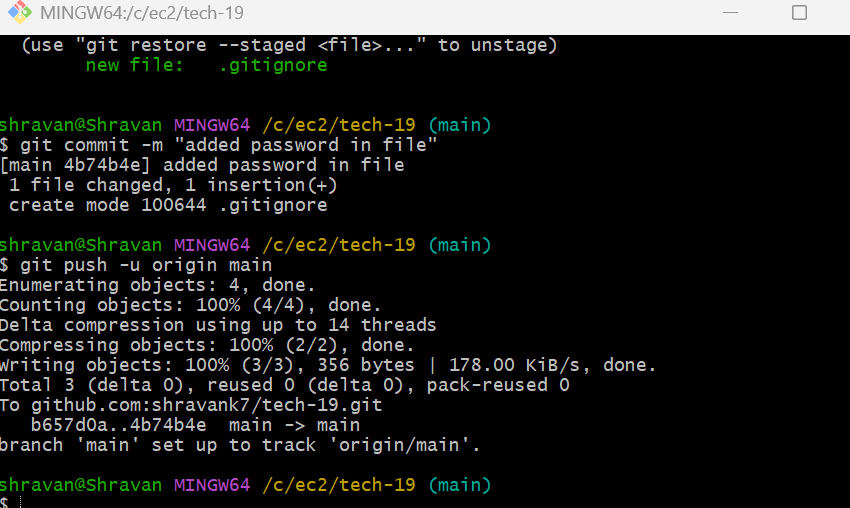 MINGW64:/c/ec2/tech-19
(use "git restore --staged <file>..." to unstage)
new file:   .gitignore
shravan@Shravan MINGW64 /c/ec2/tech-19 (main)
$ git commit -m "added password in file"
[main 4b74b4e] added password in file
1 file changed, 1 insertion(+)
create mode 100644 .gitignore
shravan@Shravan MINGW64 /c/ec2/tech-19 (main)
$ git push -u origin main
Enumerating objects: 4, done.
Counting objects: 100% (4/4), done.
Delta compression using up to 14 threads
Compressing objects: 100% (2/2), done.
Writing objects: 100% (3/3), 356 bytes | 178.00 KiB/s, done.
Total 3 (delta 0), reused 0 (delta 0), pack-reused 0
To github.com:shravank7/tech-19.git
b657d0a..4b74b4e  main -> main
branch 'main' set up to track 'origin/main'.
shravan@Shravan MINGW64 /c/ec2/tech-19 (main)
$